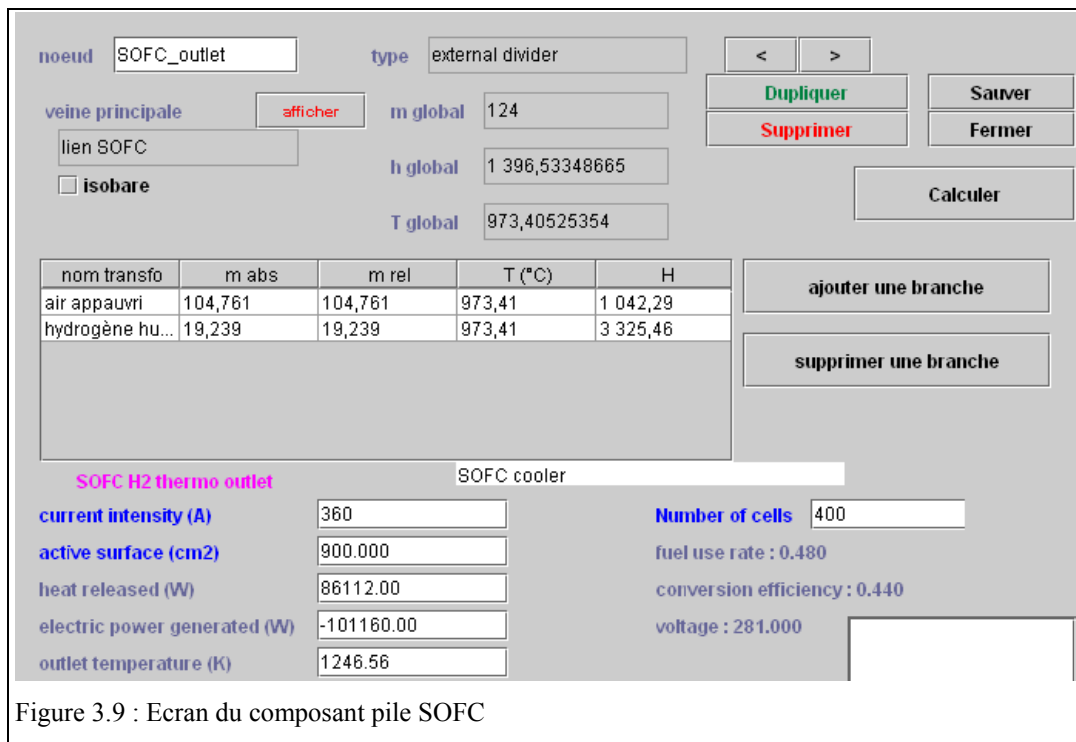 noeud SOFC_outlet type external divider < >
Dupliquer Sauver
veine principale afficher m global 124
Supprimer Fermer
lien SOFC
h global 1 396,53348665
isobare
Calculer
T global 973,40525354
nom transfo m abs m rel T (°C) H
air appauvri 104,761 104,761 973,41 1 042,29
hydrogène hu... 19,239 19,239 973,41 3 325,46
ajouter une branche
supprimer une branche
SOFC H2 thermo outlet SOFC cooler
current intensity (A) 360 Number of cells 400
active surface (cm2) 900.000 fuel use rate : 0.480
heat released (W) 86112.00 conversion efficiency : 0.440
electric power generated (W) -101160.00 voltage : 281.000
outlet temperature (K) 1246.56
Figure 3.9 : Ecran du composant pile SOFC